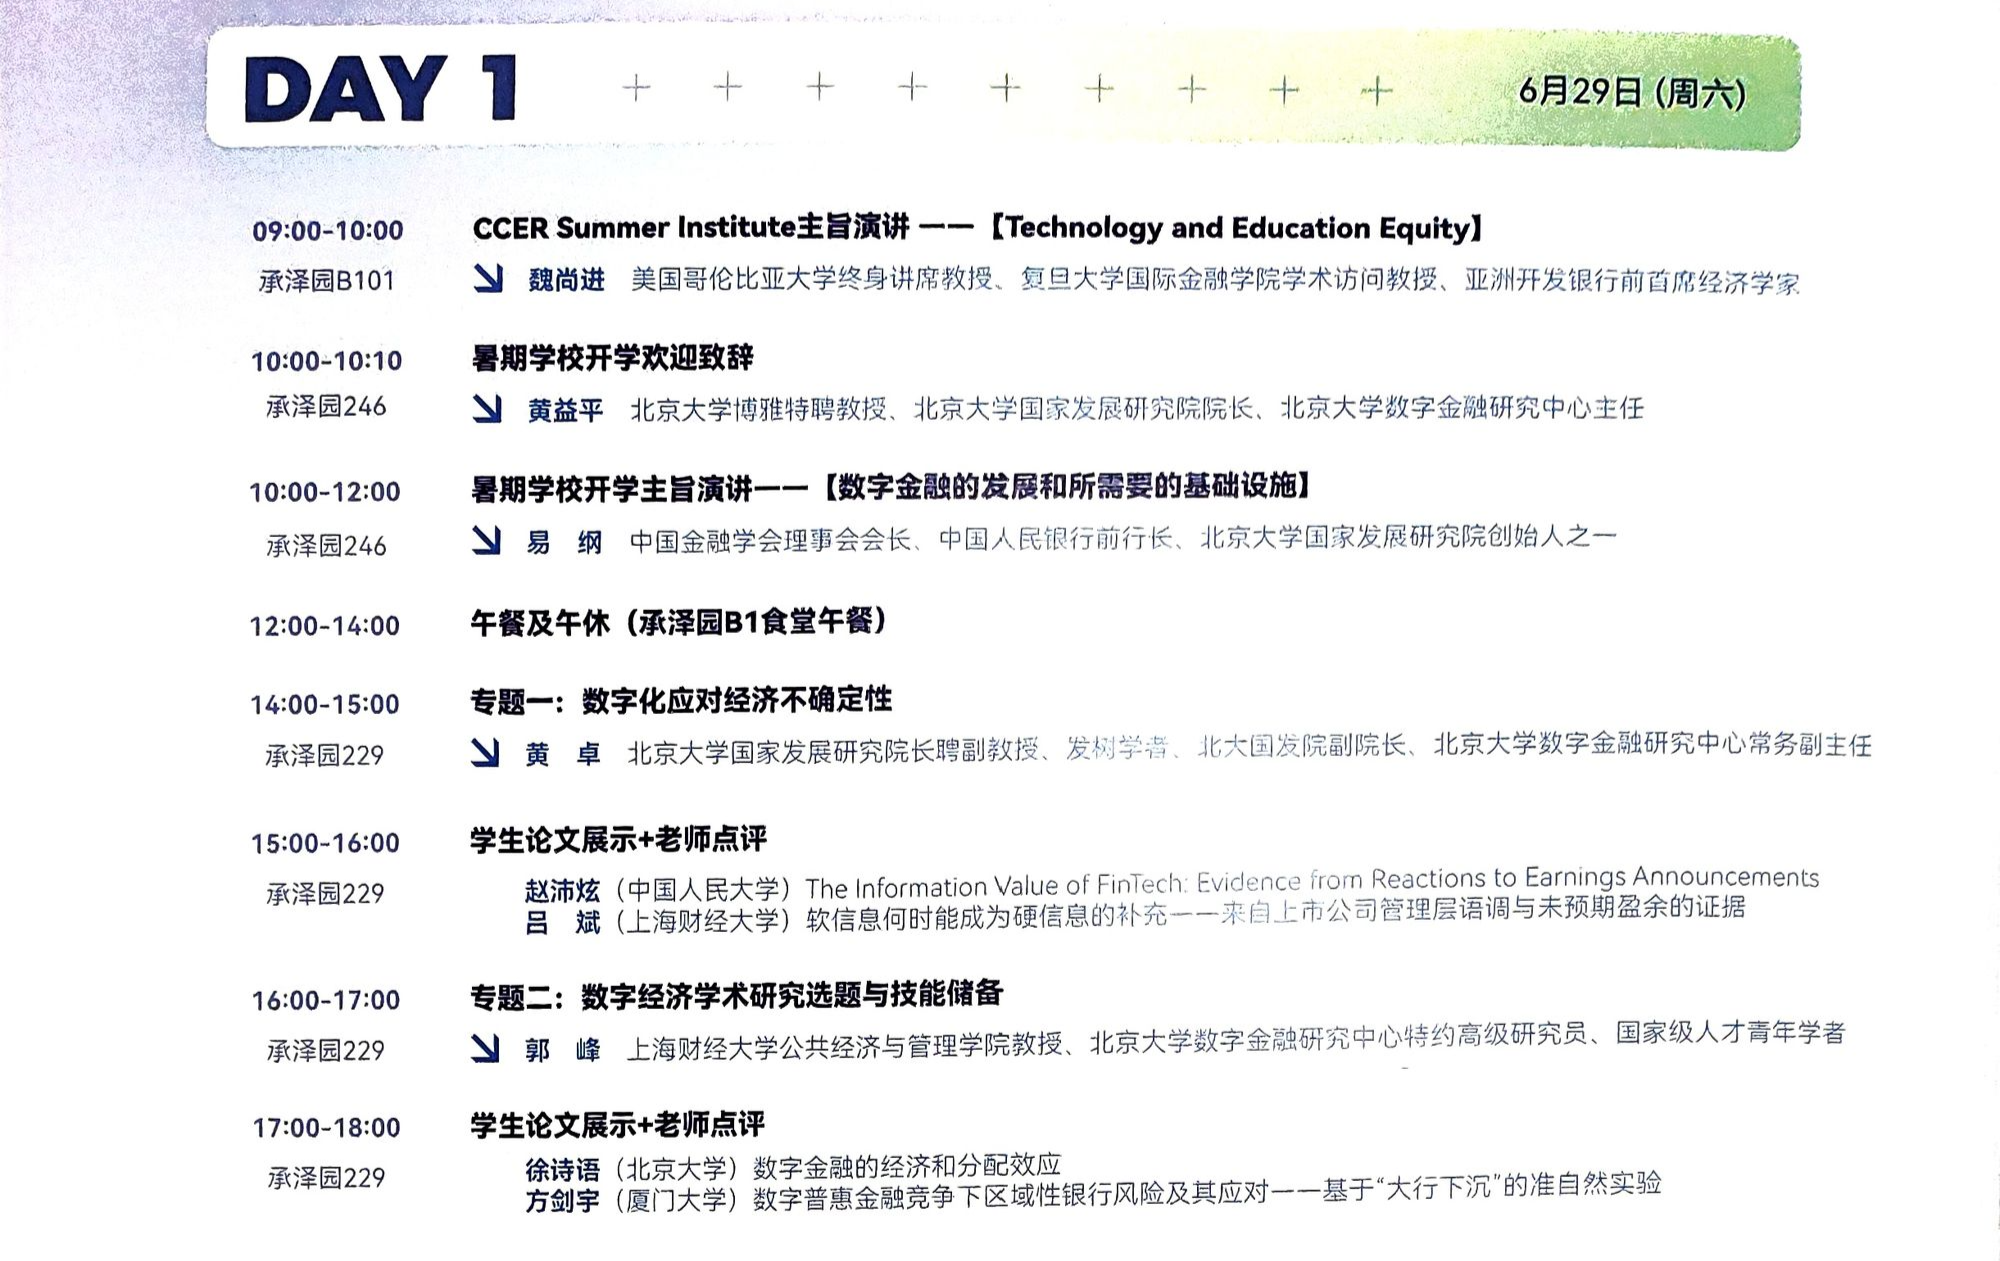 DAY 1
6月29日 (周六)
09:00-10:00 CCER Summer Institute主旨演讲 ——【Technology and Education Equity】
承泽园B101 魏尚进 美国哥伦比亚大学终身讲席教授、复旦大学国际金融学院学术访问教授、亚洲开发银行前首席经济学家
10:00-10:10 暑期学校开学欢迎致辞
承泽园246 黄益平 北京大学博雅特聘教授、北京大学国家发展研究院院长、北京大学数字金融研究中心主任
10:00-12:00 暑期学校开学主旨演讲——【数字金融的发展和所需要的基础设施】
承泽园246 易 纲 中国金融学会理事会会长、中国人民银行前行长、北京大学国家发展研究院创始人之一
12:00-14:00 午餐及午休（承泽园B1食堂午餐）
14:00-15:00 专题一：数字化应对经济不确定性
承泽园229 黄 卓 北京大学国家发展研究院长聘副教授、发树学者、北大国发院副院长、北京大学数字金融研究中心常务副主任
15:00-16:00 学生论文展示+老师点评
承泽园229 赵沛炫（中国人民大学）The Information Value of FinTech: Evidence from Reactions to Earnings Announcements
吕 斌（上海财经大学）软信息何时能成为硬信息的补充——来自上市公司管理层语调与未预期盈余的证据
16:00-17:00 专题二：数字经济学术研究选题与技能储备
承泽园229 郭 峰 上海财经大学公共经济与管理学院教授、北京大学数字金融研究中心特约高级研究员、国家级人才青年学者
17:00-18:00 学生论文展示+老师点评
承泽园229 徐诗语（北京大学）数字金融的经济和分配效应
方剑宇（厦门大学）数字普惠金融竞争下区域性银行风险及其应对——基于“大行下沉”的准自然实验